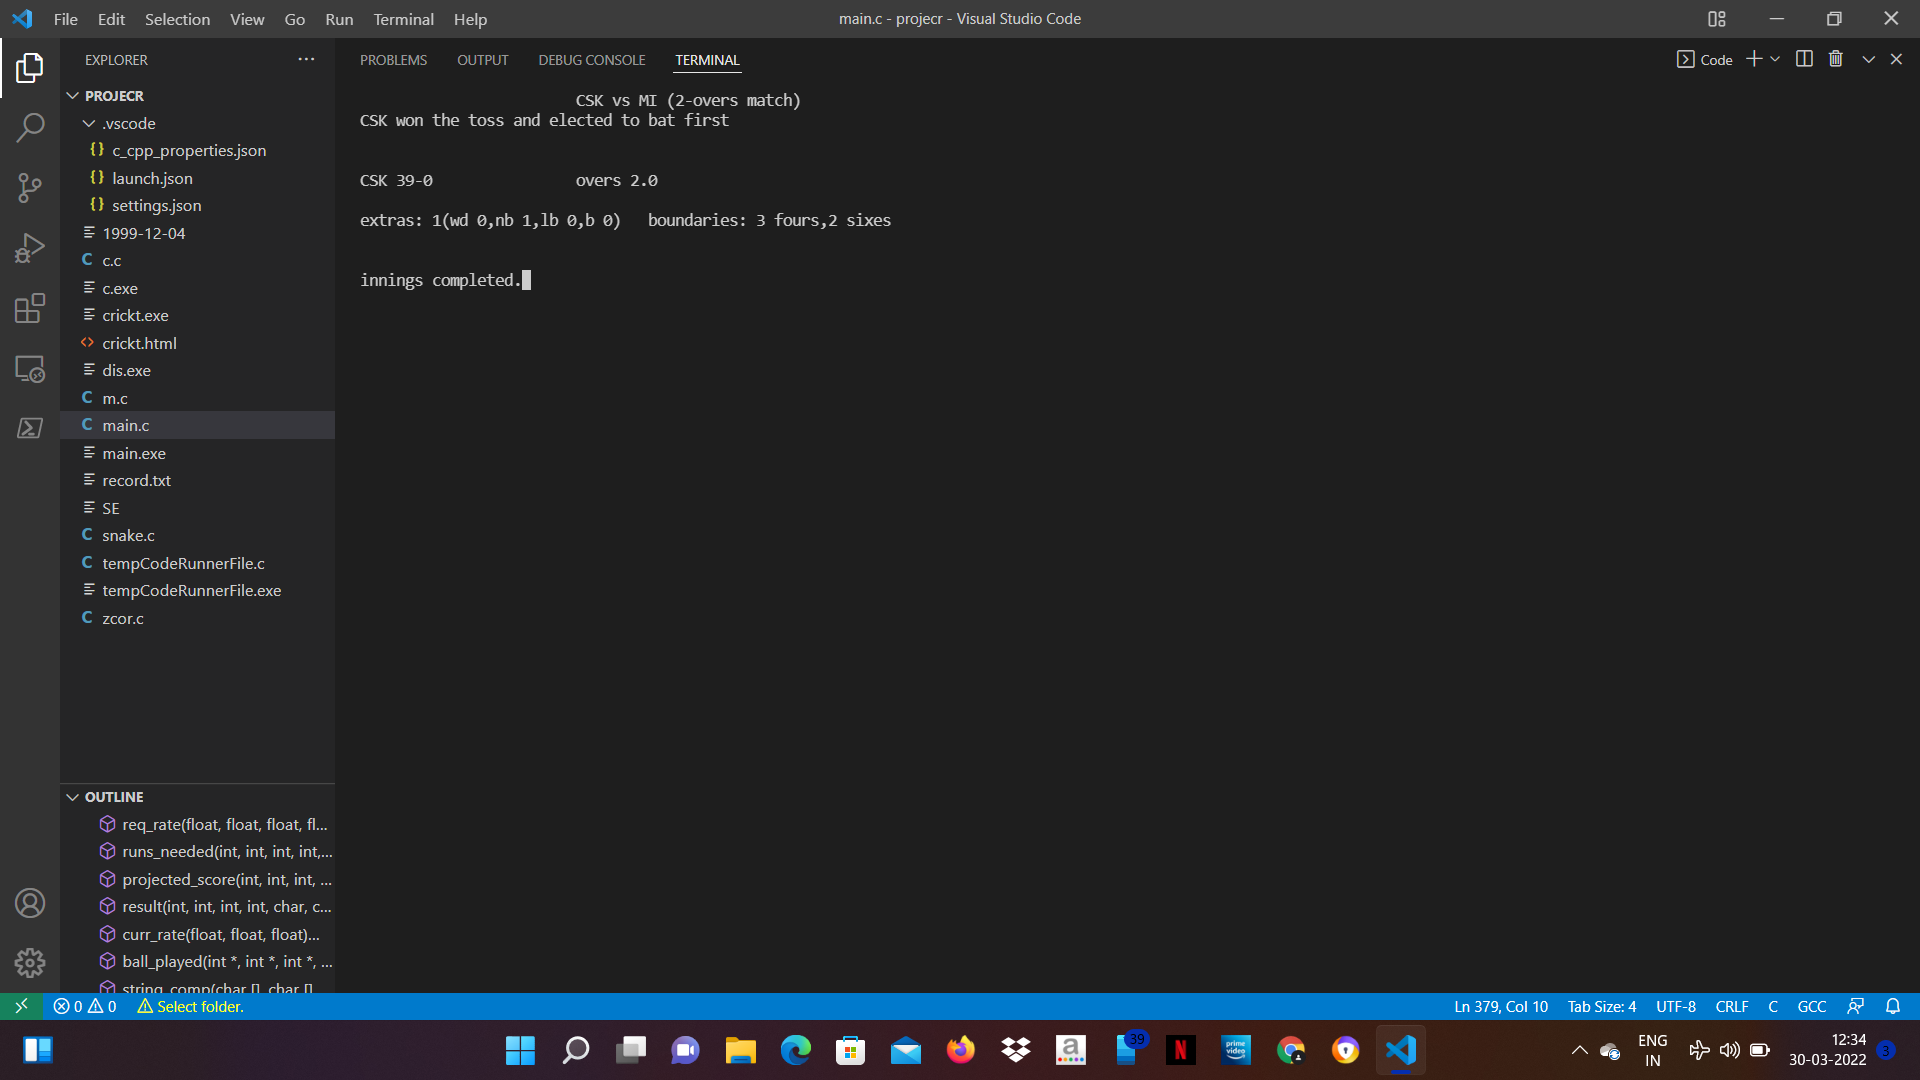 File Edit Selection View Go Run Terminal Help
main.c - projecr - Visual Studio Code
EXPLORER
PROJECR
.vscode
{} c_cpp_properties.json
{} launch.json
{} settings.json
1999-12-04
C c.c
c.exe
crickt.exe
<> crickt.html
dis.exe
C m.c
C main.c
main.exe
record.txt
SE
C snake.c
C tempCodeRunnerFile.c
tempCodeRunnerFile.exe
C zcor.c
OUTLINE
req_rate(float, float, float, fl...
runs_needed(int, int, int, int,...
projected_score(int, int, int, ...
result(int, int, int, int, char, c...
curr_rate(float, float, float)...
ball_played(int *, int *, int *, ...
string_comp(char [], char []
PROBLEMS OUTPUT DEBUG CONSOLE TERMINAL
Code
CSK vs MI (2-overs match)
CSK won the toss and elected to bat first
CSK 39-0 overs 2.0
extras: 1(wd 0,nb 1,lb 0,b 0) boundaries: 3 fours,2 sixes
innings completed.
0 0 Select folder.
Ln 379, Col 10 Tab Size: 4 UTF-8 CRLF C GCC
a
39
N
prime video
ENG
IN
12:34
30-03-2022
3